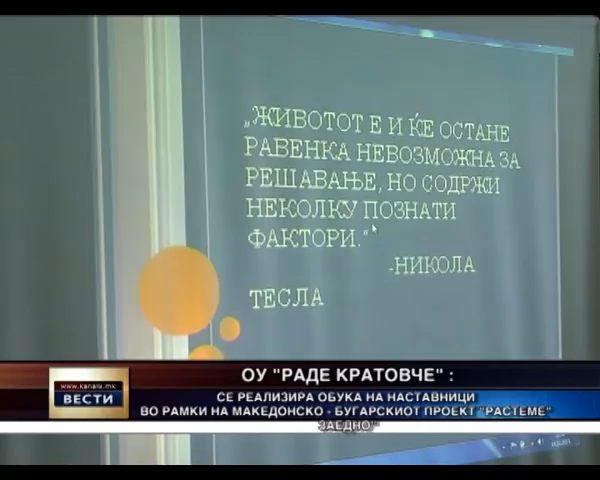 „ЖИВОТОТ Е И ЌЕ ОСТАНЕ
РАВЕНКА НЕВОЗМОЖНА ЗА
РЕШАВАЊЕ, НО СОДРЖИ
НЕКОЛКУ ПОЗНАТИ
ФАКТОРИ.“
-НИКОЛА
ТЕСЛА
ОУ "РАДЕ КРАТОВЧЕ" :
www.kanalu.mk
ВЕСТИ
СЕ РЕАЛИЗИРА ОБУКА НА НАСТАВНИЦИ
ВО РАМКИ НА МАКЕДОНСКО - БУГАРСКИОТ ПРОЕКТ "РАСТЕМЕ"
ЗАЕДНО"